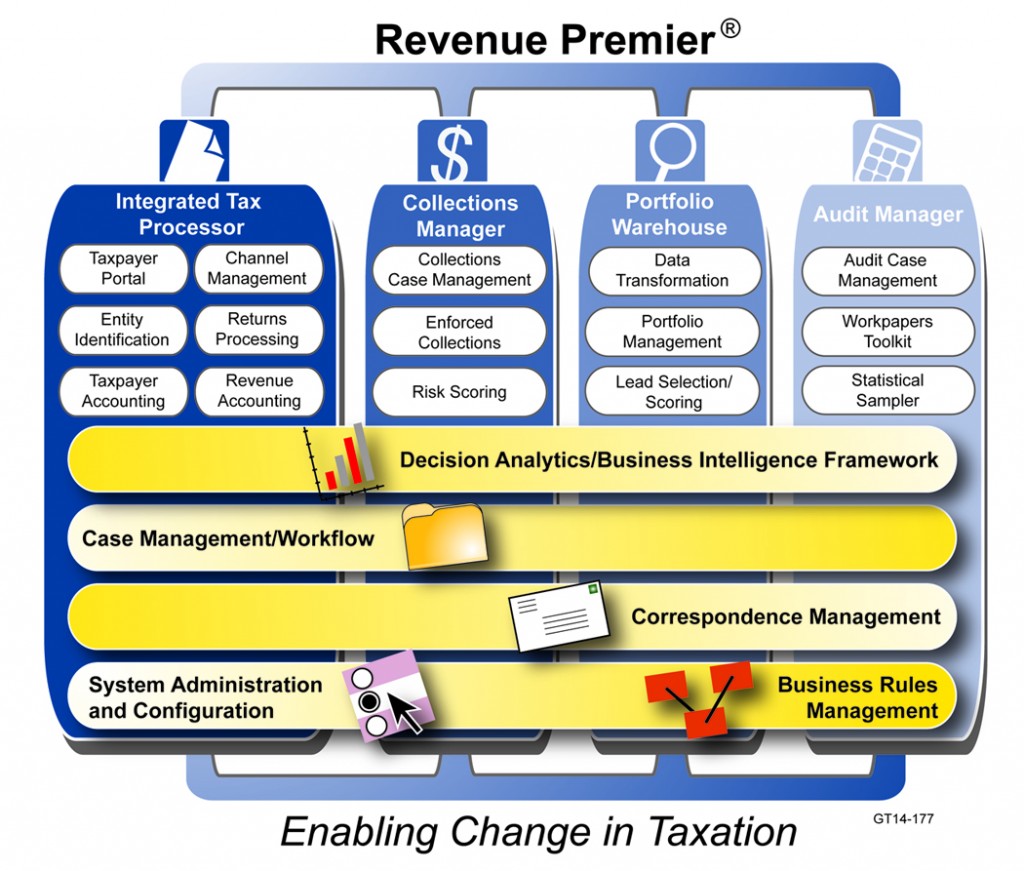 Revenue Premier®
Integrated Tax
Processor
Taxpayer
Portal
Channel
Management
Entity
Identification
Returns
Processing
Taxpayer
Accounting
Revenue
Accounting
$
Collections
Manager
Collections
Case Management
Enforced
Collections
Risk Scoring
Portfolio
Warehouse
Data
Transformation
Portfolio
Management
Lead Selection/
Scoring
Audit Manager
Audit Case
Management
Workpapers
Toolkit
Statistical
Sampler
Decision Analytics/Business Intelligence Framework
Case Management/Workflow
Correspondence Management
System Administration
and Configuration
Business Rules
Management
GT14-177
Enabling Change in Taxation